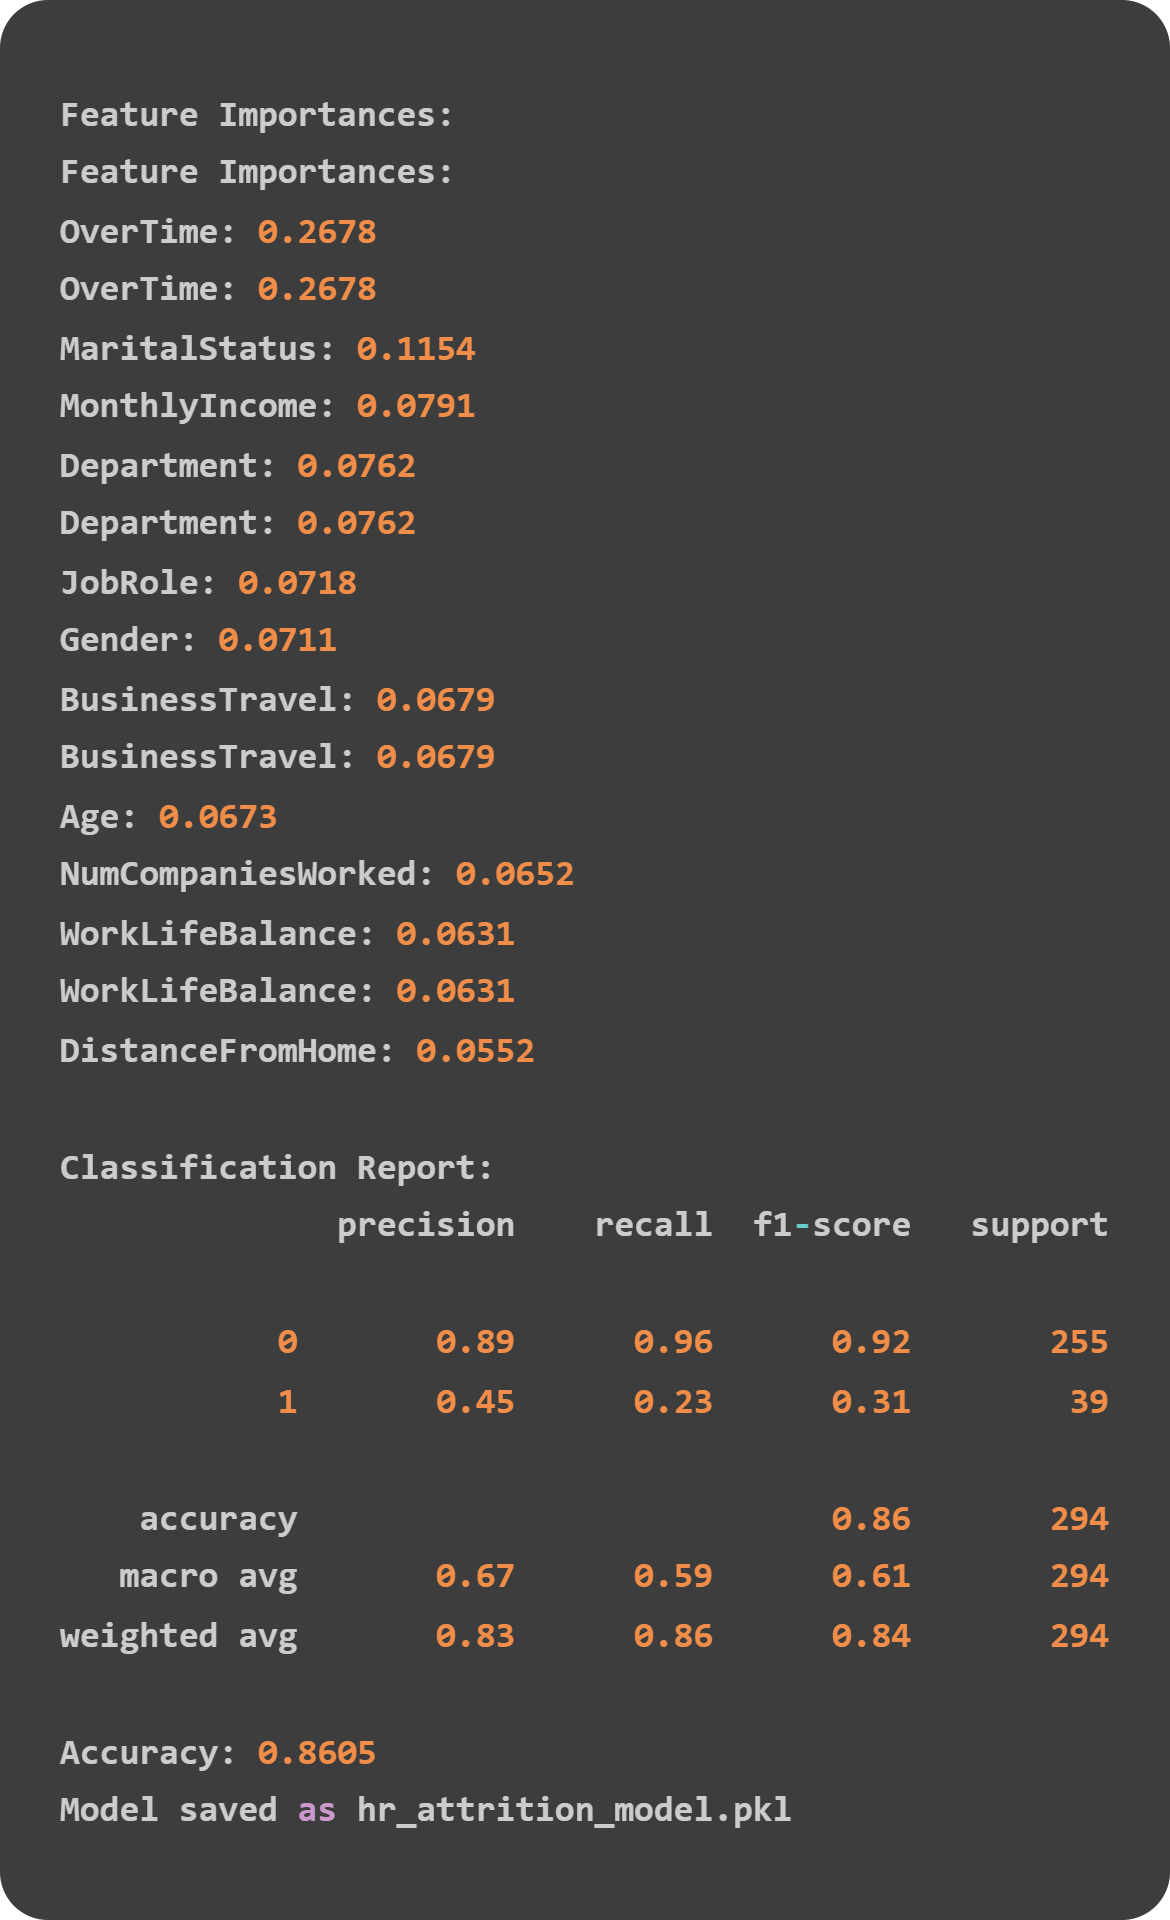 Feature Importances:
Feature Importances:
OverTime: 0.2678
OverTime: 0.2678
MaritalStatus: 0.1154
MonthlyIncome: 0.0791
Department: 0.0762
Department: 0.0762
JobRole: 0.0718
Gender: 0.0711
BusinessTravel: 0.0679
BusinessTravel: 0.0679
Age: 0.0673
NumCompaniesWorked: 0.0652
WorkLifeBalance: 0.0631
WorkLifeBalance: 0.0631
DistanceFromHome: 0.0552
Classification Report:
precision recall f1-score support
0 0.89 0.96 0.92 255
1 0.45 0.23 0.31 39
accuracy 0.86 294
macro avg 0.67 0.59 0.61 294
weighted avg 0.83 0.86 0.84 294
Accuracy: 0.8605
Model saved as hr_attrition_model.pkl